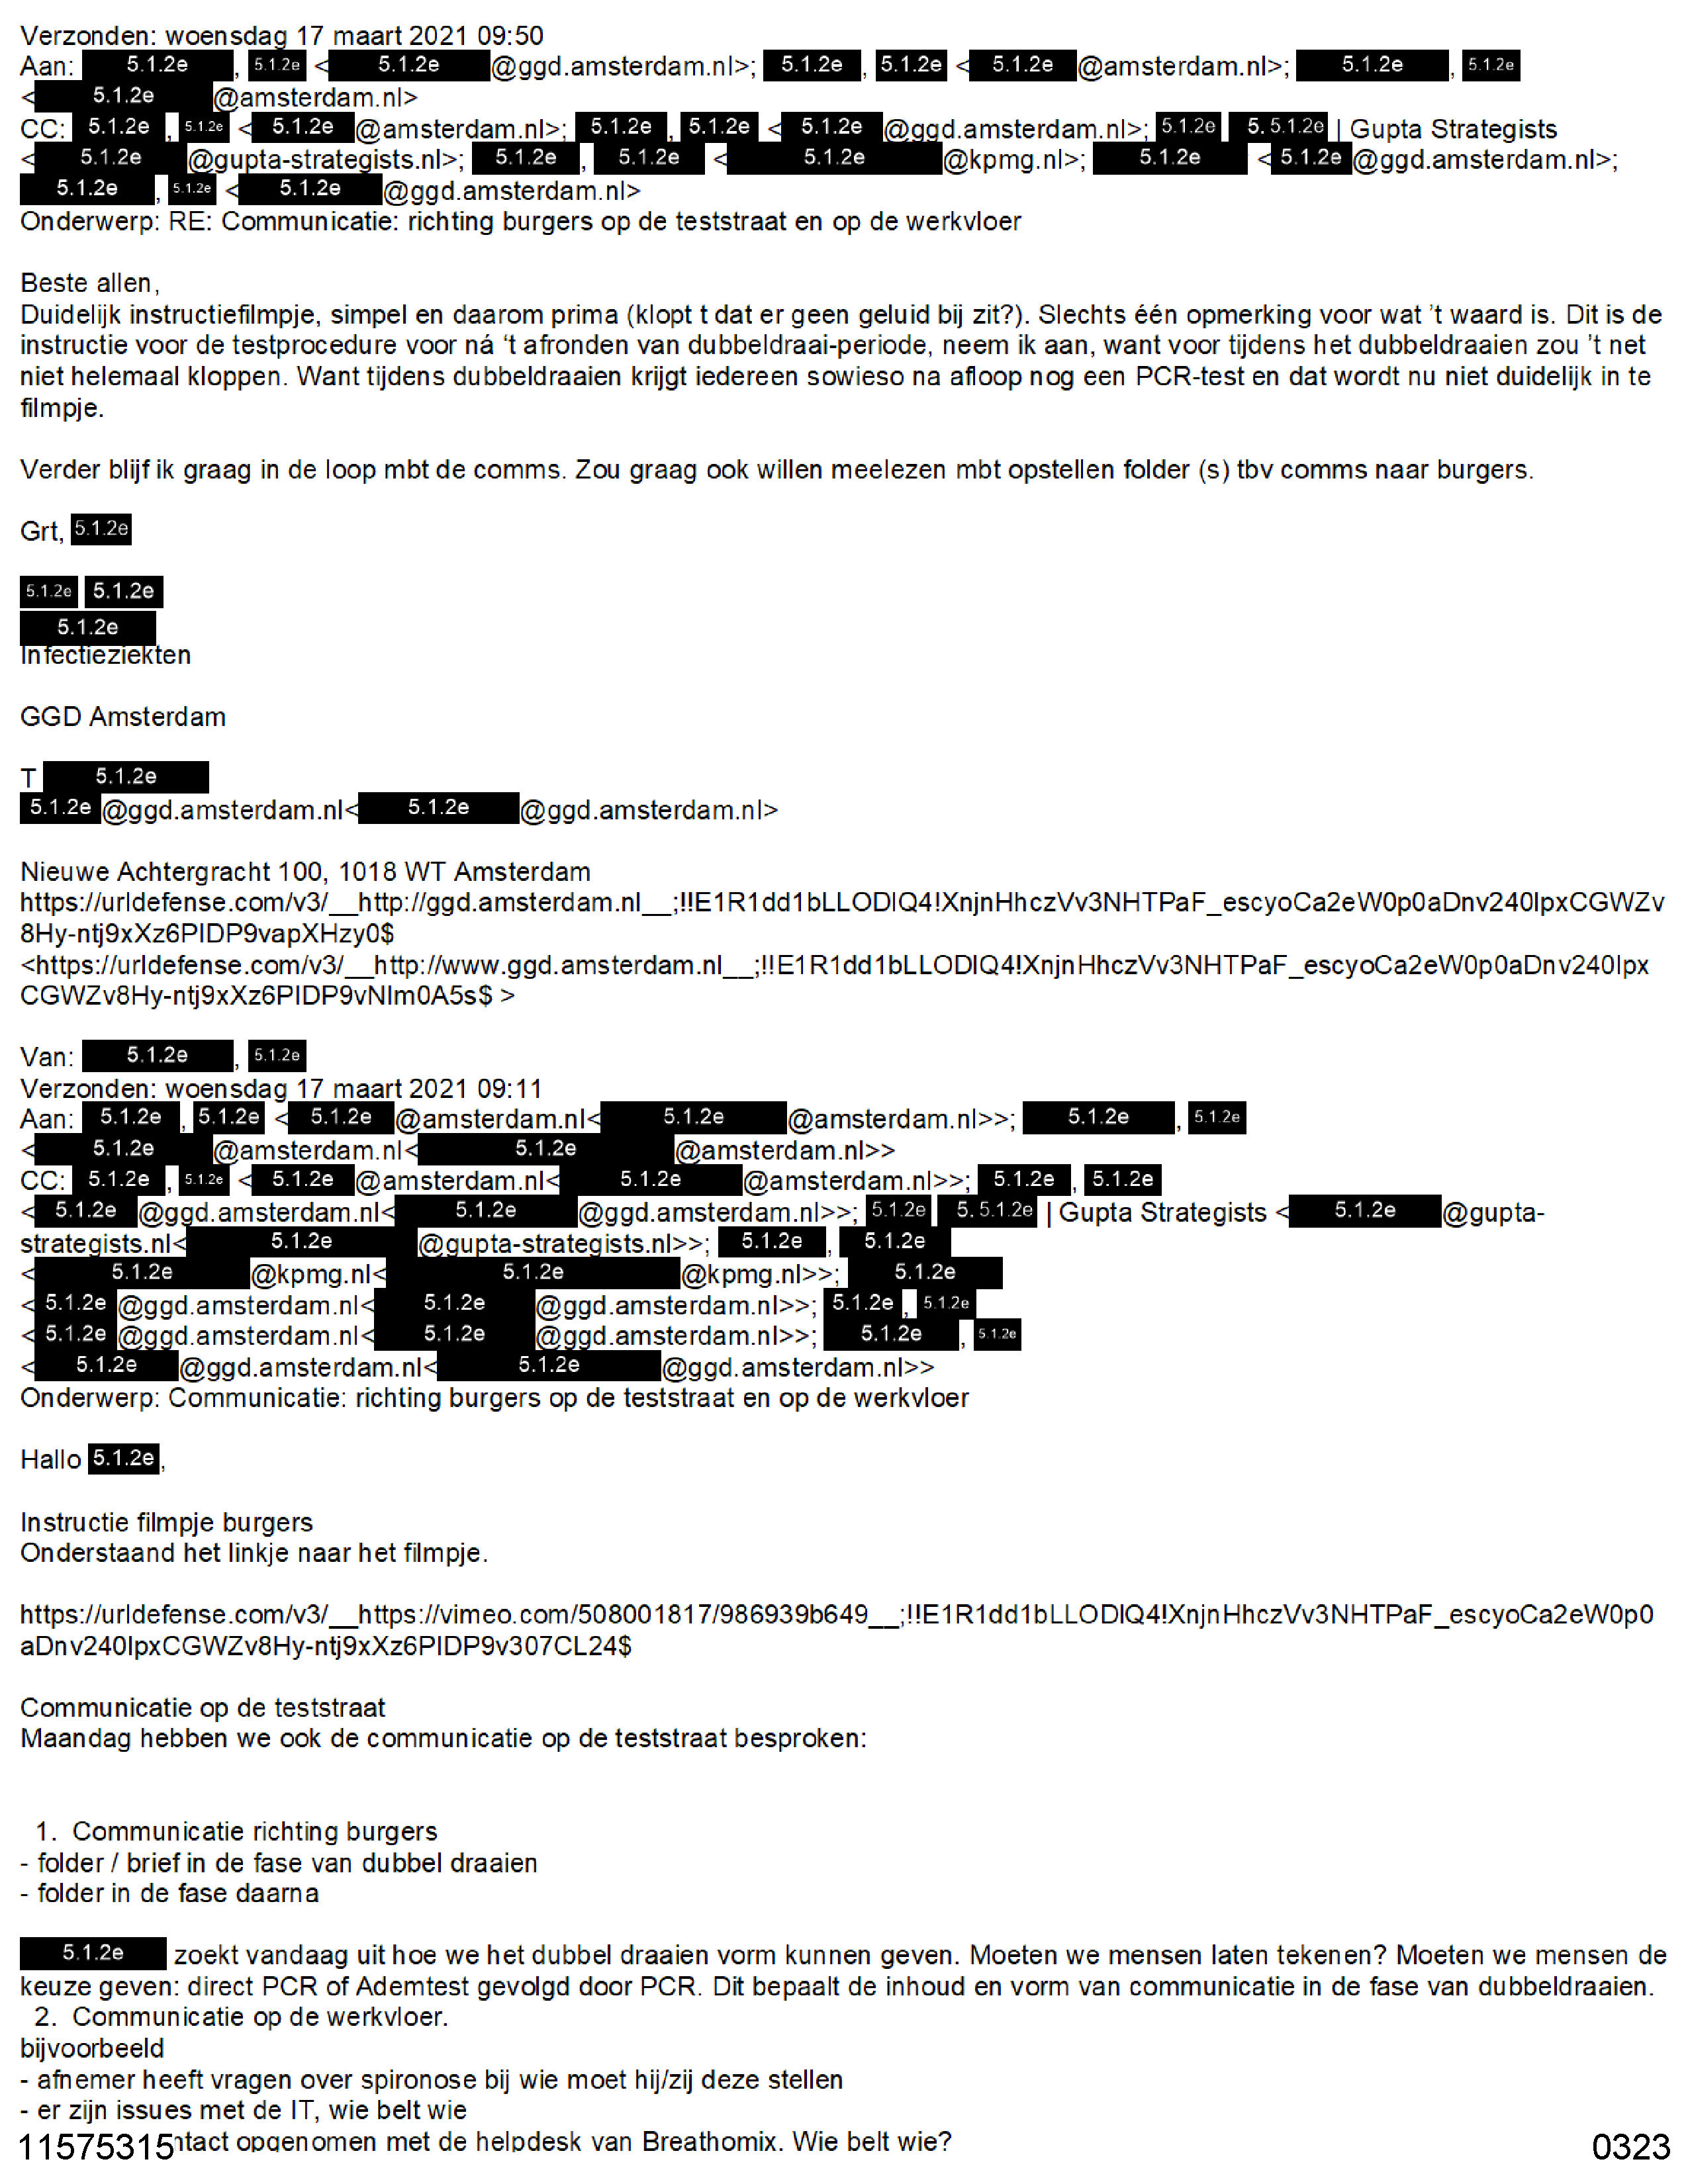 Verzonden: woensdag 17 maart 2021 09:50
Aan: 5.1.2e, 5.1.2e <5.1.2e@ggd.amsterdam.nl>; 5.1.2e, 5.1.2e <5.1.2e@amsterdam.nl>; 5.1.2e, 5.1.2e
<5.1.2e@amsterdam.nl>
CC: 5.1.2e, 5.1.2e <5.1.2e@amsterdam.nl>; 5.1.2e, 5.1.2e <5.1.2e@ggd.amsterdam.nl>; 5.1.2e 5.5.1.2e | Gupta Strategists
<5.1.2e@gupta-strategists.nl>; 5.1.2e, 5.1.2e <5.1.2e@kpmg.nl>; 5.1.2e <5.1.2e@ggd.amsterdam.nl>;
5.1.2e, 5.1.2e <5.1.2e@ggd.amsterdam.nl>
Onderwerp: RE: Communicatie: richting burgers op de teststraat en op de werkvloer
Beste allen,
Duidelijk instructiefilmpje, simpel en daarom prima (klopt t dat er geen geluid bij zit?). Slechts één opmerking voor wat ’t waard is. Dit is de
instructie voor de testprocedure voor ná ‘t afronden van dubbeldraai-periode, neem ik aan, want voor tijdens het dubbeldraaien zou ’t net
niet helemaal kloppen. Want tijdens dubbeldraaien krijgt iedereen sowieso na afloop nog een PCR-test en dat wordt nu niet duidelijk in te
filmpje.
Verder blijf ik graag in de loop mbt de comms. Zou graag ook willen meelezen mbt opstellen folder (s) tbv comms naar burgers.
Grt, 5.1.2e
5.1.2e 5.1.2e
5.1.2e
Infectieziekten
GGD Amsterdam
T 5.1.2e
5.1.2e@ggd.amsterdam.nl<5.1.2e@ggd.amsterdam.nl>
Nieuwe Achtergracht 100, 1018 WT Amsterdam
https://urldefense.com/v3/__http://ggd.amsterdam.nl__;!!E1R1dd1bLLODlQ4!XnjnHhczVv3NHTPaF_escyoCa2eW0p0aDnv240lpxCGWZv
8Hy-ntj9xXz6PIDP9vapXHzy0$
<https://urldefense.com/v3/__http://www.ggd.amsterdam.nl__;!!E1R1dd1bLLODlQ4!XnjnHhczVv3NHTPaF_escyoCa2eW0p0aDnv240lpx
CGWZv8Hy-ntj9xXz6PIDP9vNlm0A5s$ >
Van: 5.1.2e, 5.1.2e
Verzonden: woensdag 17 maart 2021 09:11
Aan: 5.1.2e, 5.1.2e <5.1.2e@amsterdam.nl<5.1.2e@amsterdam.nl>>; 5.1.2e, 5.1.2e
<5.1.2e@amsterdam.nl<5.1.2e@amsterdam.nl>>
CC: 5.1.2e, 5.1.2e <5.1.2e@amsterdam.nl<5.1.2e@amsterdam.nl>>; 5.1.2e, 5.1.2e
<5.1.2e@ggd.amsterdam.nl<5.1.2e@ggd.amsterdam.nl>>; 5.1.2e 5.5.1.2e | Gupta Strategists <5.1.2e@gupta-
strategists.nl<5.1.2e@gupta-strategists.nl>>; 5.1.2e, 5.1.2e
<5.1.2e@kpmg.nl<5.1.2e@kpmg.nl>>; 5.1.2e
<5.1.2e@ggd.amsterdam.nl<5.1.2e@ggd.amsterdam.nl>>; 5.1.2e, 5.1.2e
<5.1.2e@ggd.amsterdam.nl<5.1.2e@ggd.amsterdam.nl>>; 5.1.2e, 5.1.2e
<5.1.2e@ggd.amsterdam.nl<5.1.2e@ggd.amsterdam.nl>>
Onderwerp: Communicatie: richting burgers op de teststraat en op de werkvloer
Hallo 5.1.2e,
Instructie filmpje burgers
Onderstaand het linkje naar het filmpje.
https://urldefense.com/v3/__https://vimeo.com/508001817/986939b649__;!!E1R1dd1bLLODlQ4!XnjnHhczVv3NHTPaF_escyoCa2eW0p0
aDnv240lpxCGWZv8Hy-ntj9xXz6PIDP9v307CL24$
Communicatie op de teststraat
Maandag hebben we ook de communicatie op de teststraat besproken:
1. Communicatie richting burgers
- folder / brief in de fase van dubbel draaien
- folder in de fase daarna
5.1.2e zoekt vandaag uit hoe we het dubbel draaien vorm kunnen geven. Moeten we mensen laten tekenen? Moeten we mensen de
keuze geven: direct PCR of Ademtest gevolgd door PCR. Dit bepaalt de inhoud en vorm van communicatie in de fase van dubbeldraaien.
2. Communicatie op de werkvloer.
bijvoorbeeld
- afnemer heeft vragen over spironose bij wie moet hij/zij deze stellen
- er zijn issues met de IT, wie belt wie
11575315ntact opgenomen met de helpdesk van Breathomix. Wie belt wie?
0323